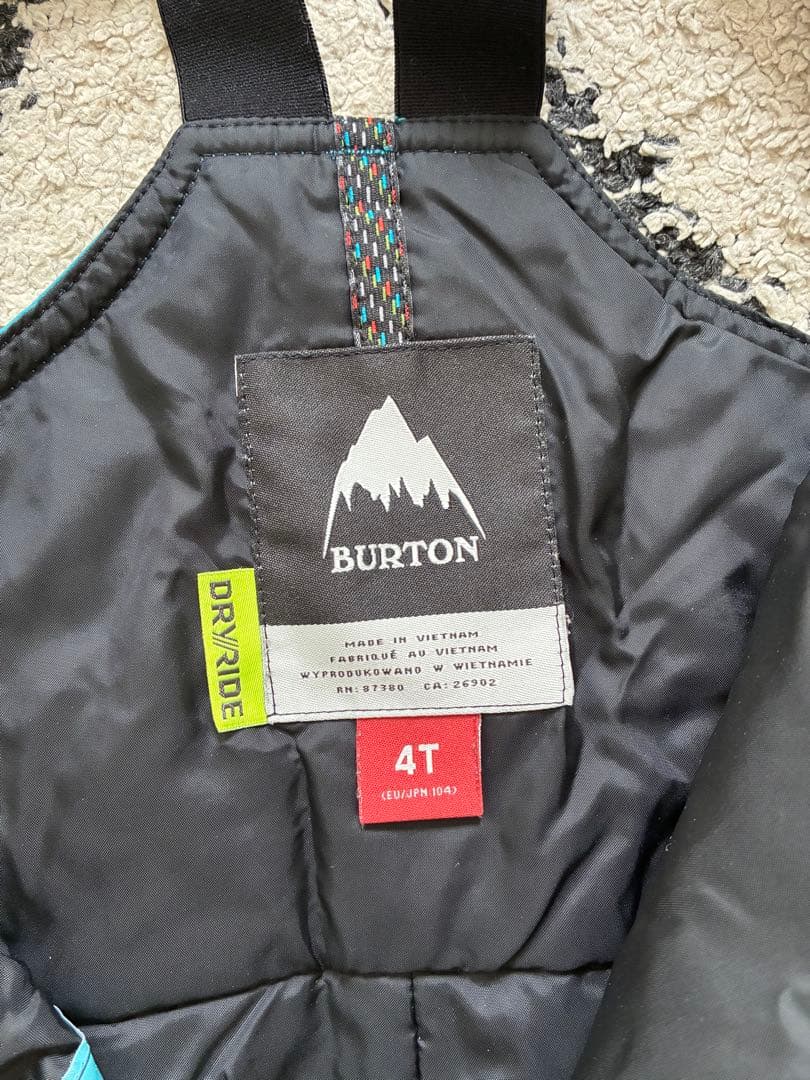 BURTON
MADE IN VIETNAM
FABRIQUÉ AU VIETNAM
WYPRODUKOWANO W WIETNAMIE
RN: 87380 CA: 26902
DRY//RIDE
4T
(EU/JPN:104)